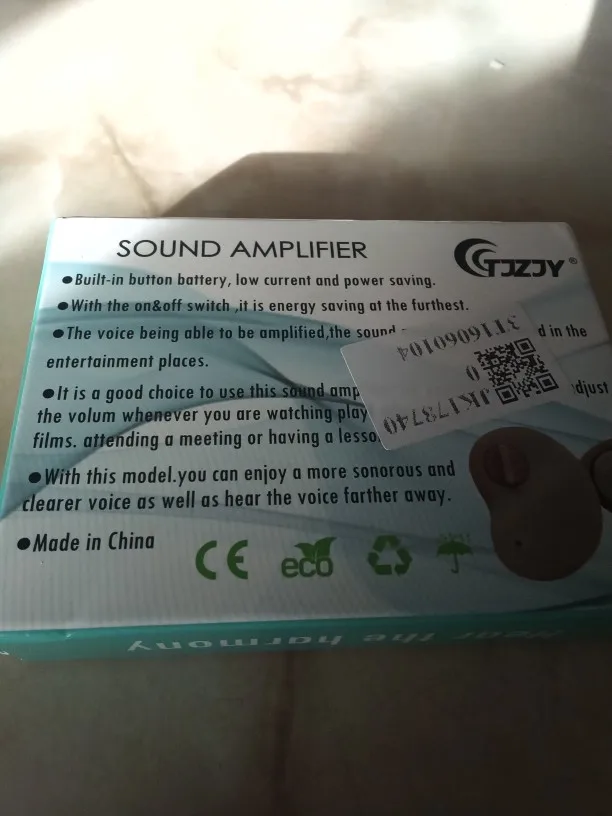 SOUND AMPLIFIER
TJZJY®
●Built-in button battery, low current and power saving.
●With the on&off switch ,it is energy saving at the furthest.
●The voice being able to be amplified,the sound d in the
entertainment places.
●It is a good choice to use this sound amp djust
the volum whenever you are watching play
films. attending a meeting or having a lesso
●With this model.you can enjoy a more sonorous and
clearer voice as well as hear the voice farther away.
●Made in China
CE
eco
3T16060104
0
JK178740
Hear the harmony